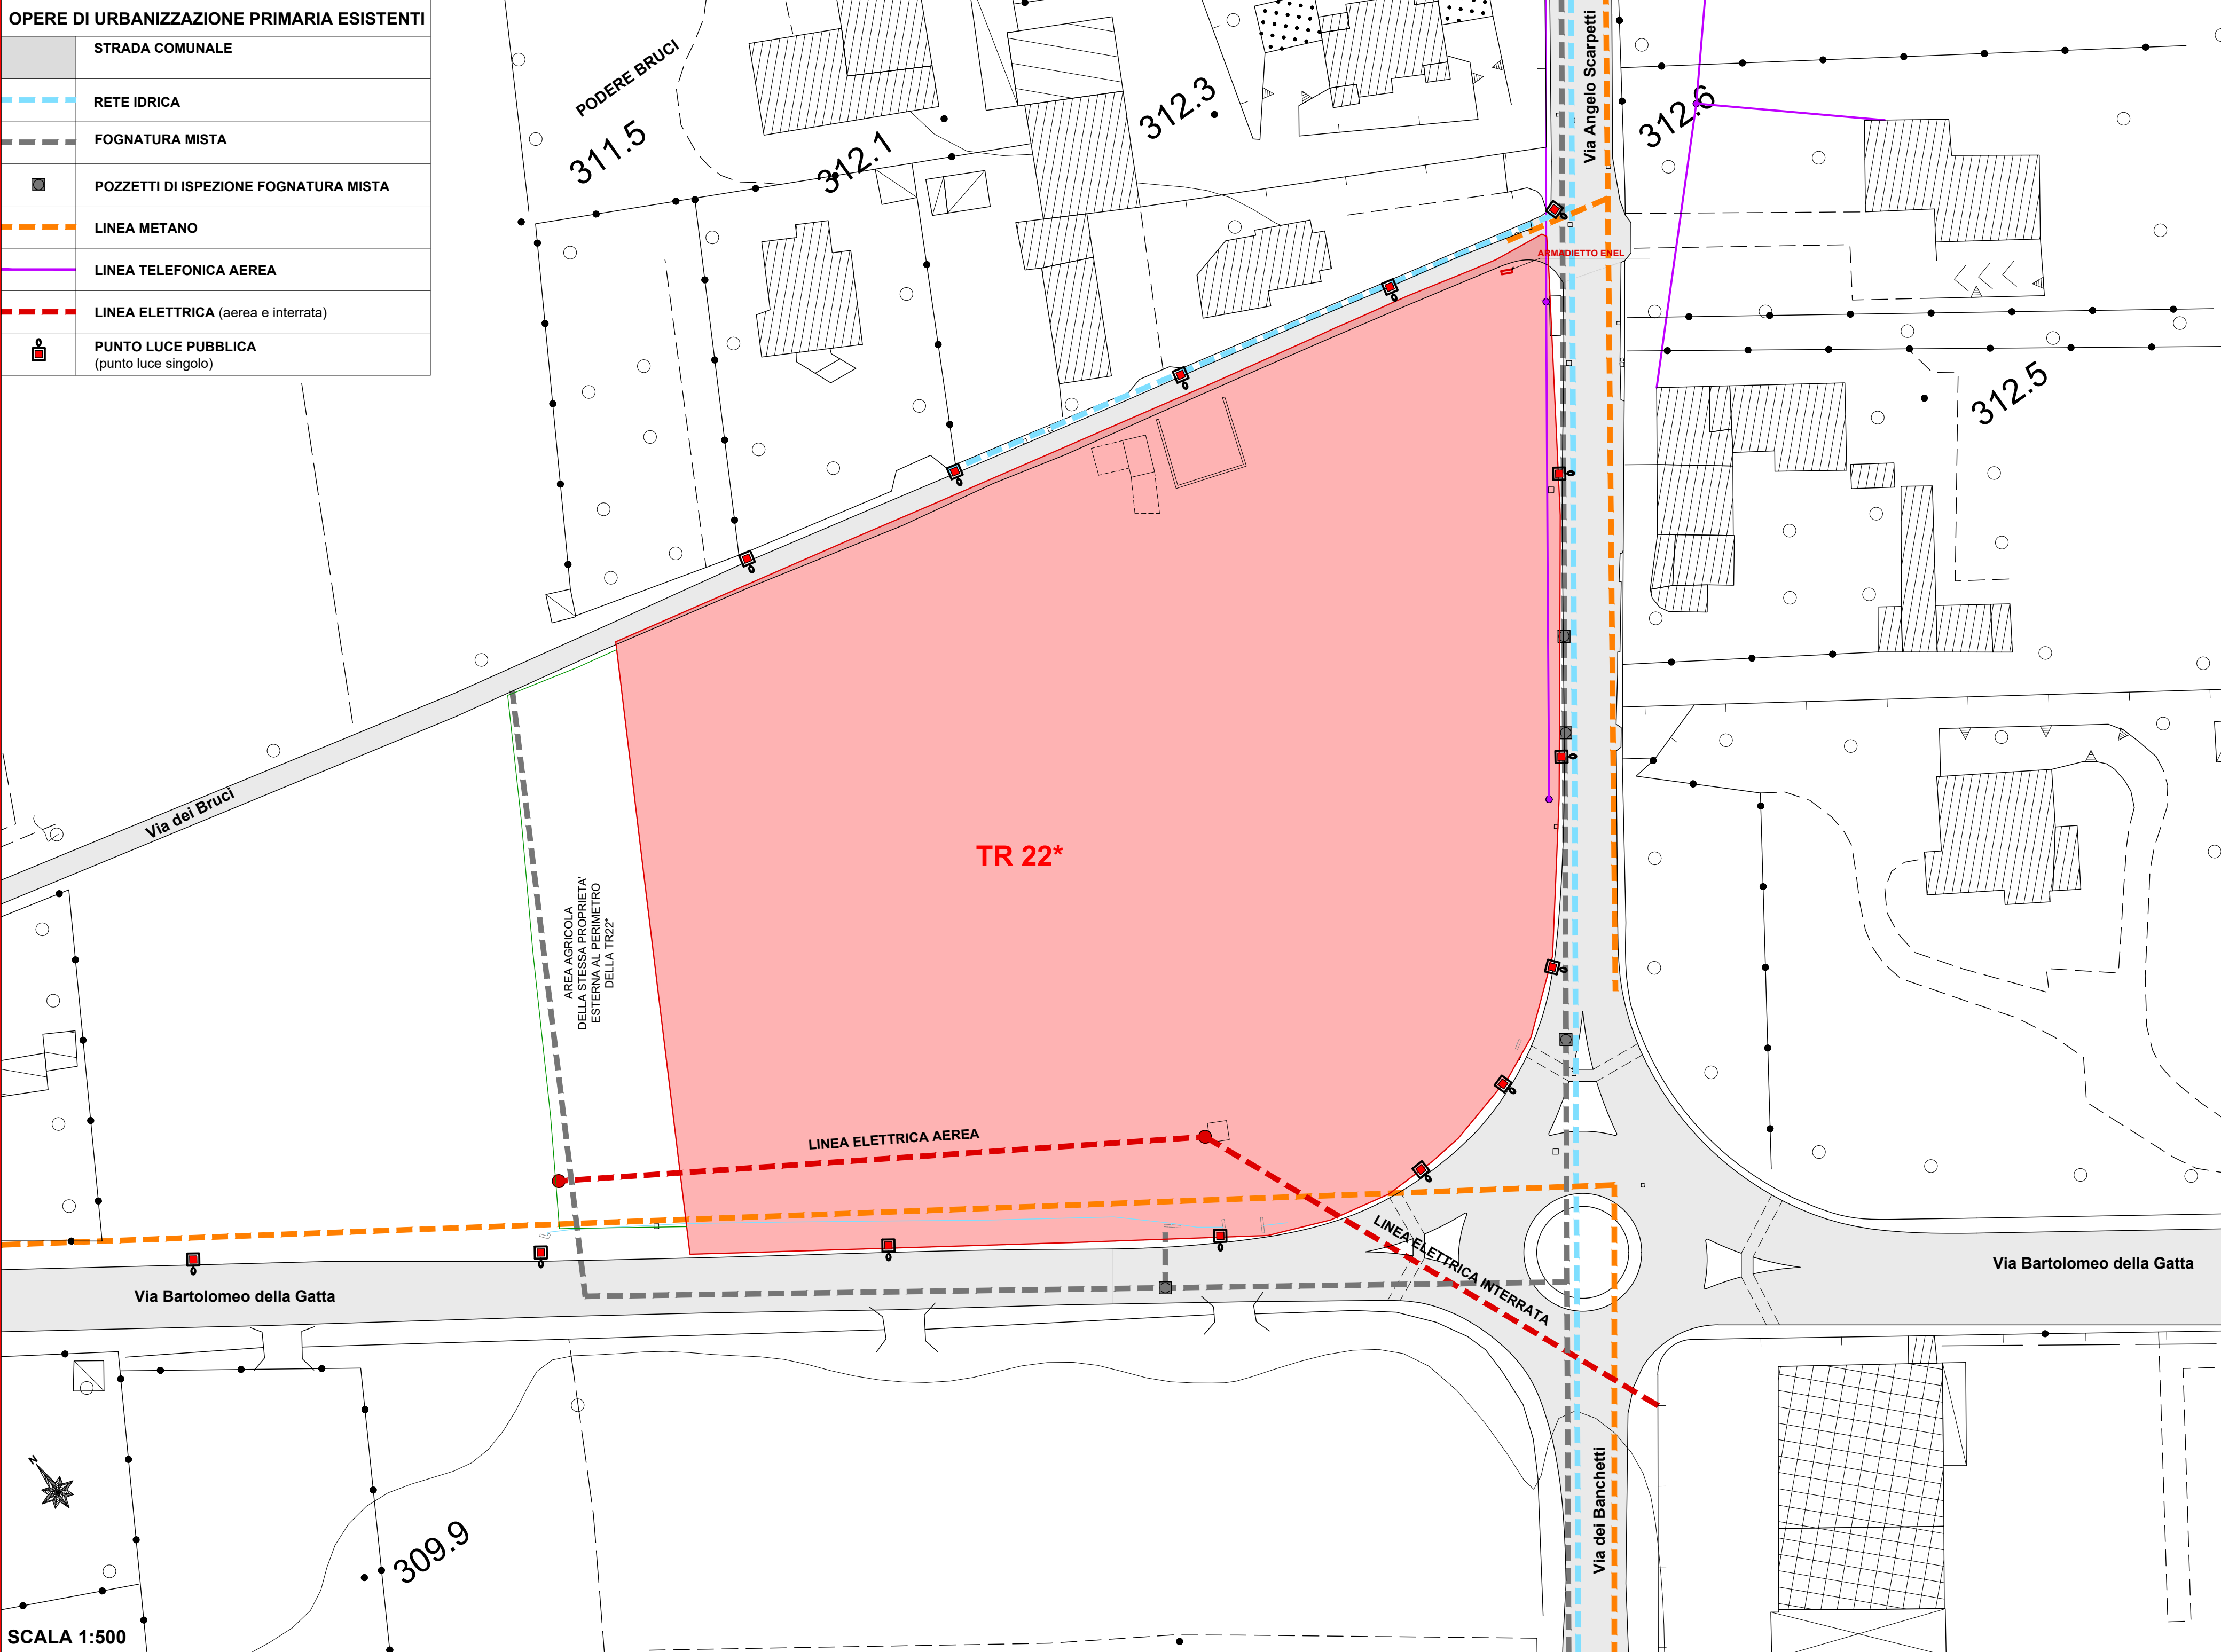 OPERE DI URBANIZZAZIONE PRIMARIA ESISTENTI
STRADA COMUNALE
RETE IDRICA
FOGNATURA MISTA
POZZETTI DI ISPEZIONE FOGNATURA MISTA
LINEA METANO
LINEA TELEFONICA AEREA
LINEA ELETTRICA (aerea e interrata)
PUNTO LUCE PUBBLICA
(punto luce singolo)
PODERE BRUCI
311.5
312.1
312.3
Via Angelo Scarpetti
312.6
ARMADIETTO ENEL
312.5
Via dei Bruci
TR 22*
AREA AGRICOLA
DELLA STESSA PROPRIETA'
ESTERNA AL PERIMETRO
DELLA TR22*
LINEA ELETTRICA AEREA
LINEA ELETTRICA INTERRATA
Via Bartolomeo della Gatta
Via Bartolomeo della Gatta
Via dei Banchetti
N
309.9
SCALA 1:500